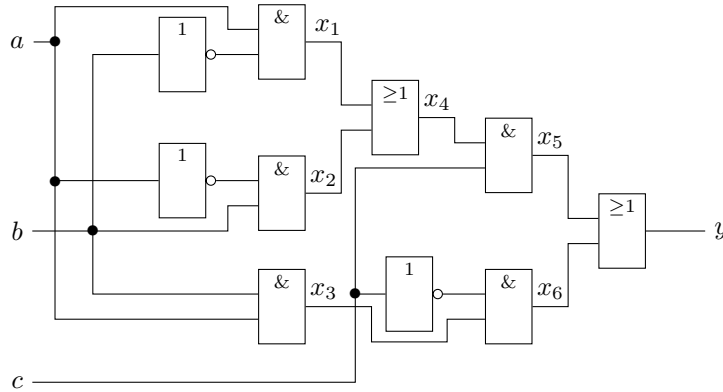 & x₁
1
a
≥1 x₄
& x₅
1
& x₂
≥1
b y
1
& x₃
& x₆
c